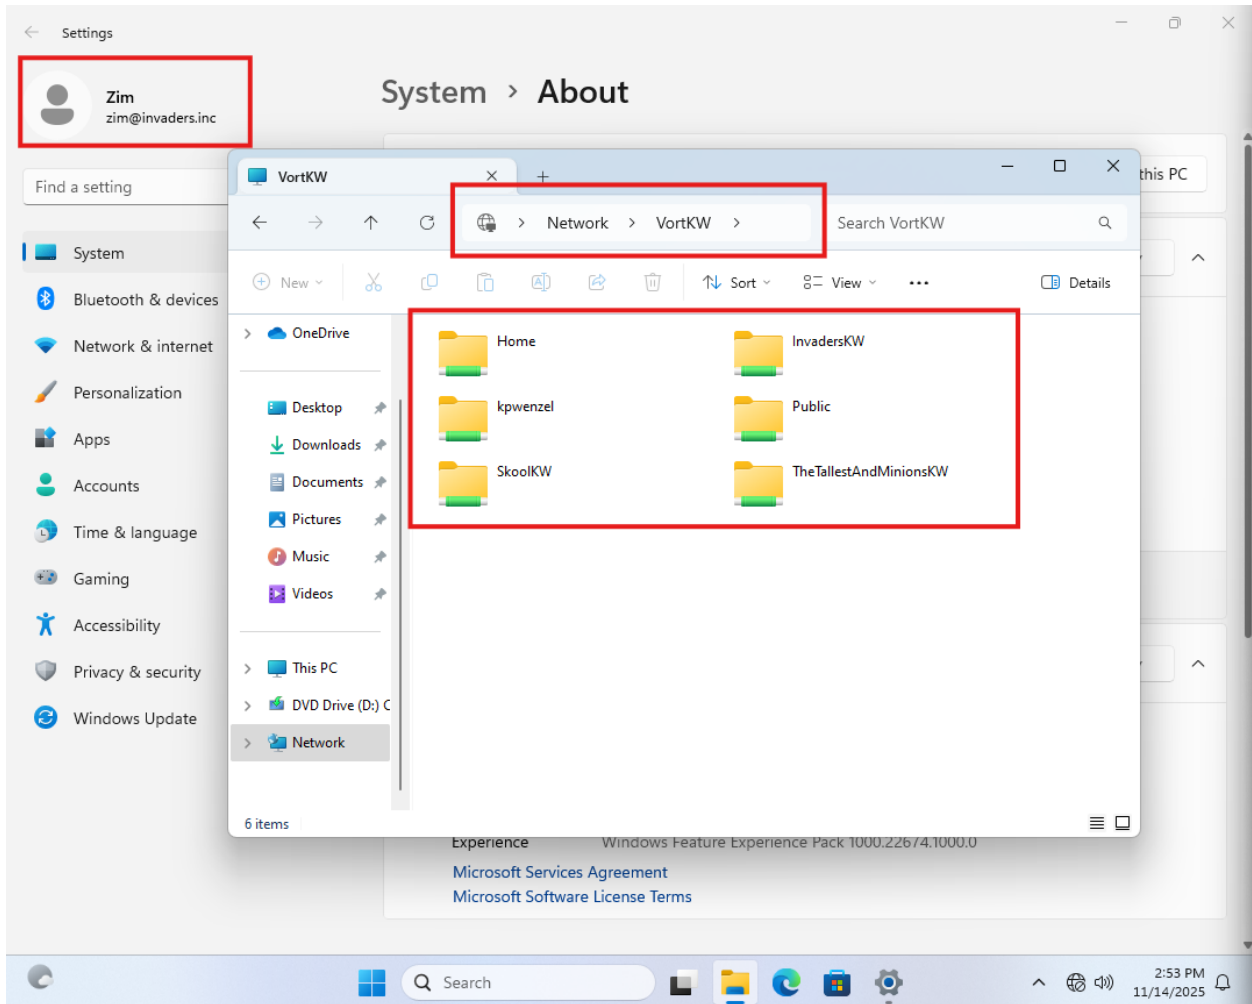 Settings
Zim
zim@invaders.inc
System > About
Find a setting
this PC
VortKW
Network > VortKW >
Search VortKW
New
Sort
View
Details
System
Bluetooth & devices
Network & internet
Personalization
Apps
Accounts
Time & language
Gaming
Accessibility
Privacy & security
Windows Update
OneDrive
Desktop
Downloads
Documents
Pictures
Music
Videos
This PC
DVD Drive (D:) C
Network
Home
InvadersKW
kpwenzel
Public
SkoolKW
TheTallestAndMinionsKW
6 items
Experience
Windows Feature Experience Pack 1000.22674.1000.0
Microsoft Services Agreement
Microsoft Software License Terms
Search
2:53 PM
11/14/2025